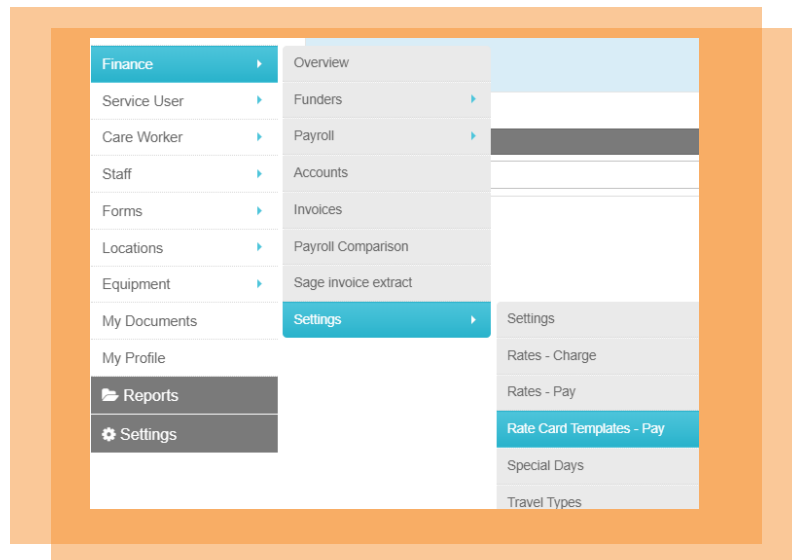 Finance
Service User
Care Worker
Staff
Forms
Locations
Equipment
My Documents
My Profile
Reports
Settings
Overview
Funders
Payroll
Accounts
Invoices
Payroll Comparison
Sage invoice extract
Settings
Settings
Rates - Charge
Rates - Pay
Rate Card Templates - Pay
Special Days
Travel Types